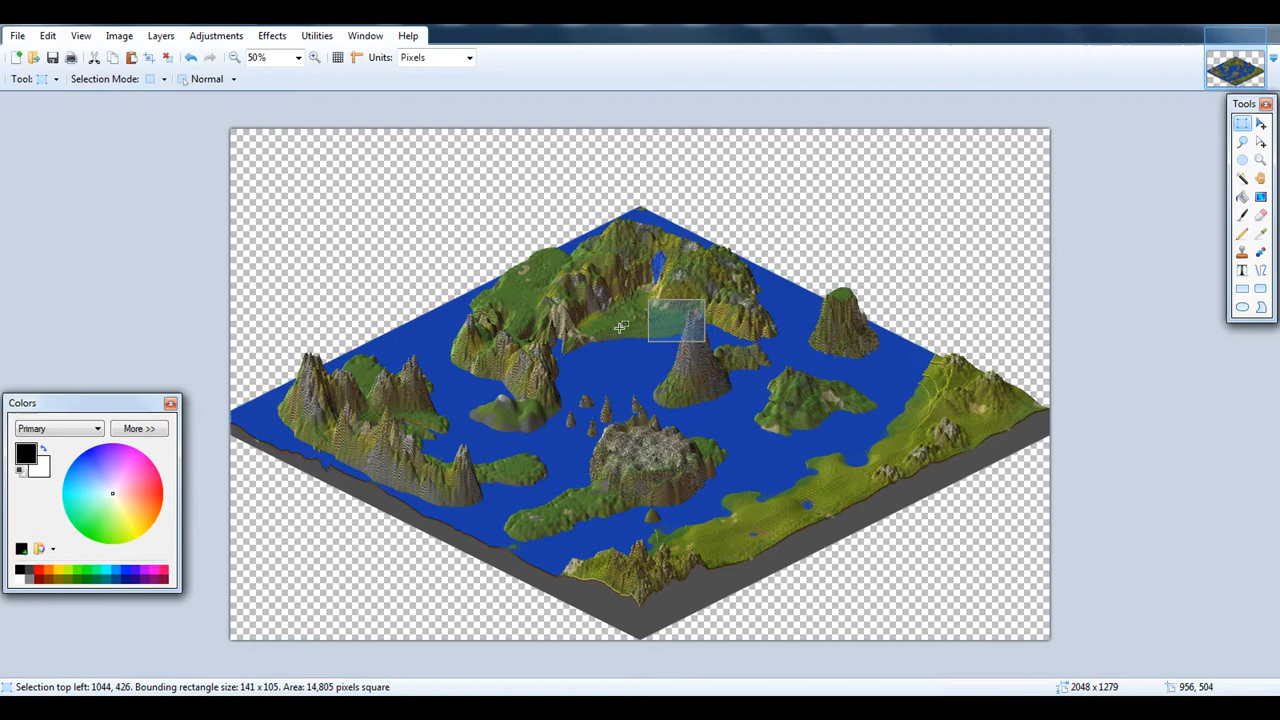 File Edit View Image Layers Adjustments Effects Utilities Window Help
50% Units: Pixels
Tool: Selection Mode: Normal
Tools
Colors
Primary More >>
Selection top left: 1044, 426. Bounding rectangle size: 141 x 105. Area: 14,805 pixels square 2048 x 1279 956, 504